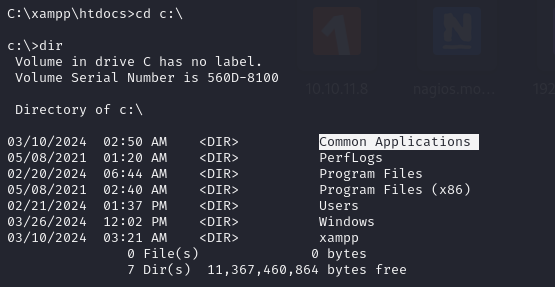 C:\xampp\htdocs>cd c:\
c:\>dir
 Volume in drive C has no label.
 Volume Serial Number is 560D-8100
 Directory of c:\
03/10/2024  02:50 AM    <DIR>          Common Applications
05/08/2021  01:20 AM    <DIR>          PerfLogs
02/20/2024  06:44 AM    <DIR>          Program Files
05/08/2021  02:40 AM    <DIR>          Program Files (x86)
02/21/2024  01:37 PM    <DIR>          Users
03/26/2024  12:02 PM    <DIR>          Windows
03/10/2024  03:21 AM    <DIR>          xampp
               0 File(s)              0 bytes
               7 Dir(s)  11,367,460,864 bytes free
10.10.11.8
nagios.mo...